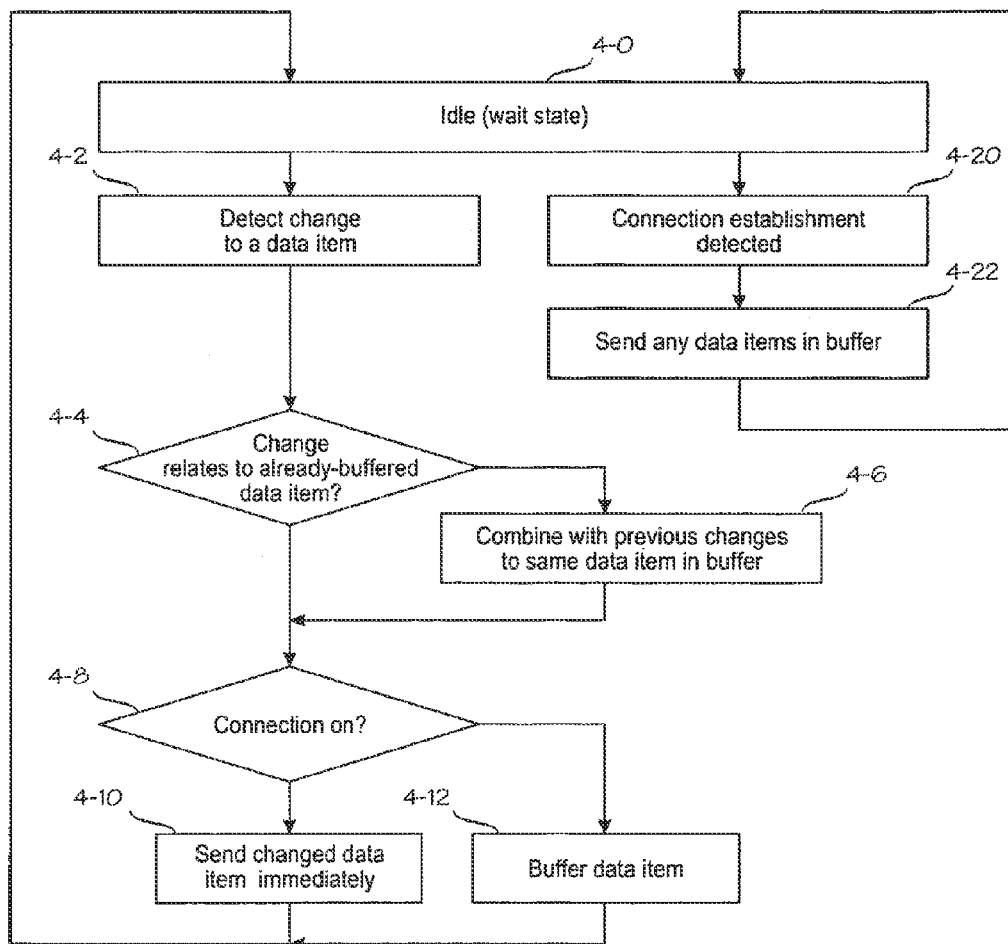 4-0
Idle (wait state)
4-2
Detect change
to a data item
4-20
Connection establishment
detected
4-22
Send any data items in buffer
4-4
Change
relates to already-buffered
data item?
4-6
Combine with previous changes
to same data item in buffer
4-8
Connection on?
4-10
Send changed data
item immediately
4-12
Buffer data item